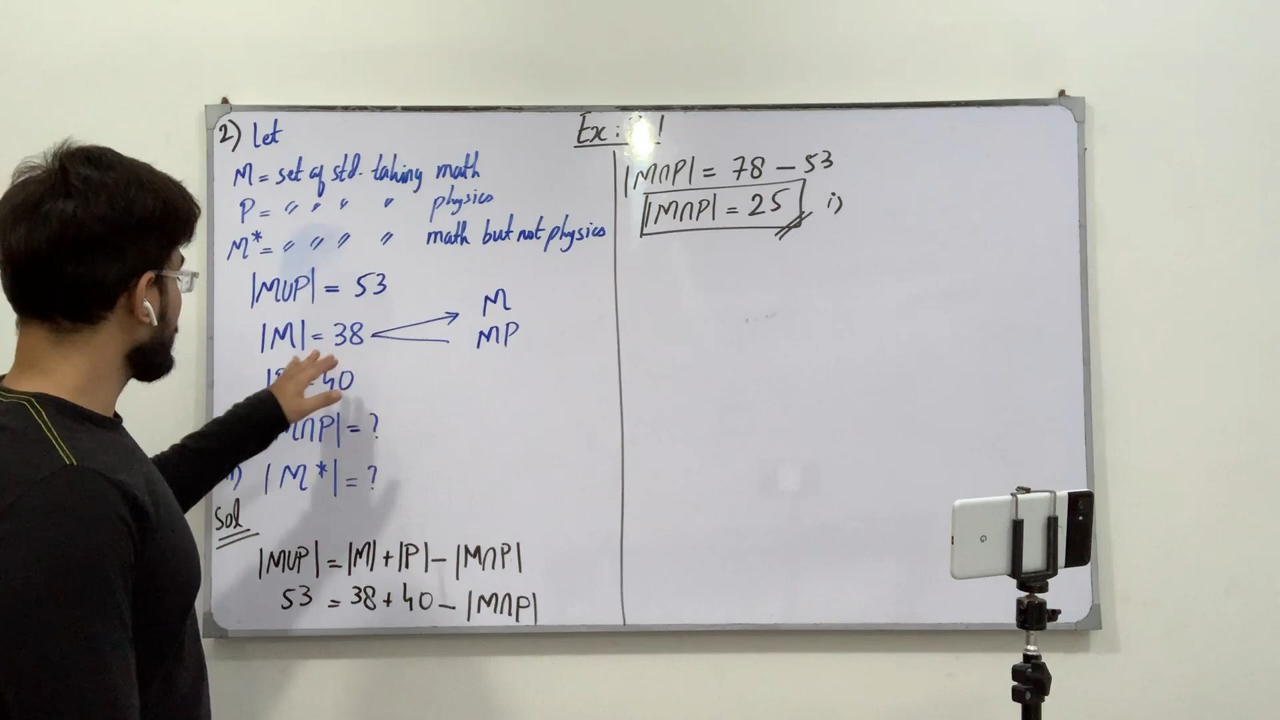 2) Let
M = set of std. taking math
P = " " " " physics
M* = " " " " math but not physics
|M∪P| = 53
|M| = 38
M
MP
40
M∩P| = ?
) |M*| = ?
Sol
|M∪P| = |M| + |P| - |M∩P|
53 = 38 + 40 - |M∩P|
Ex: !
|M∩P| = 78 - 53
|M∩P| = 25 i)
G